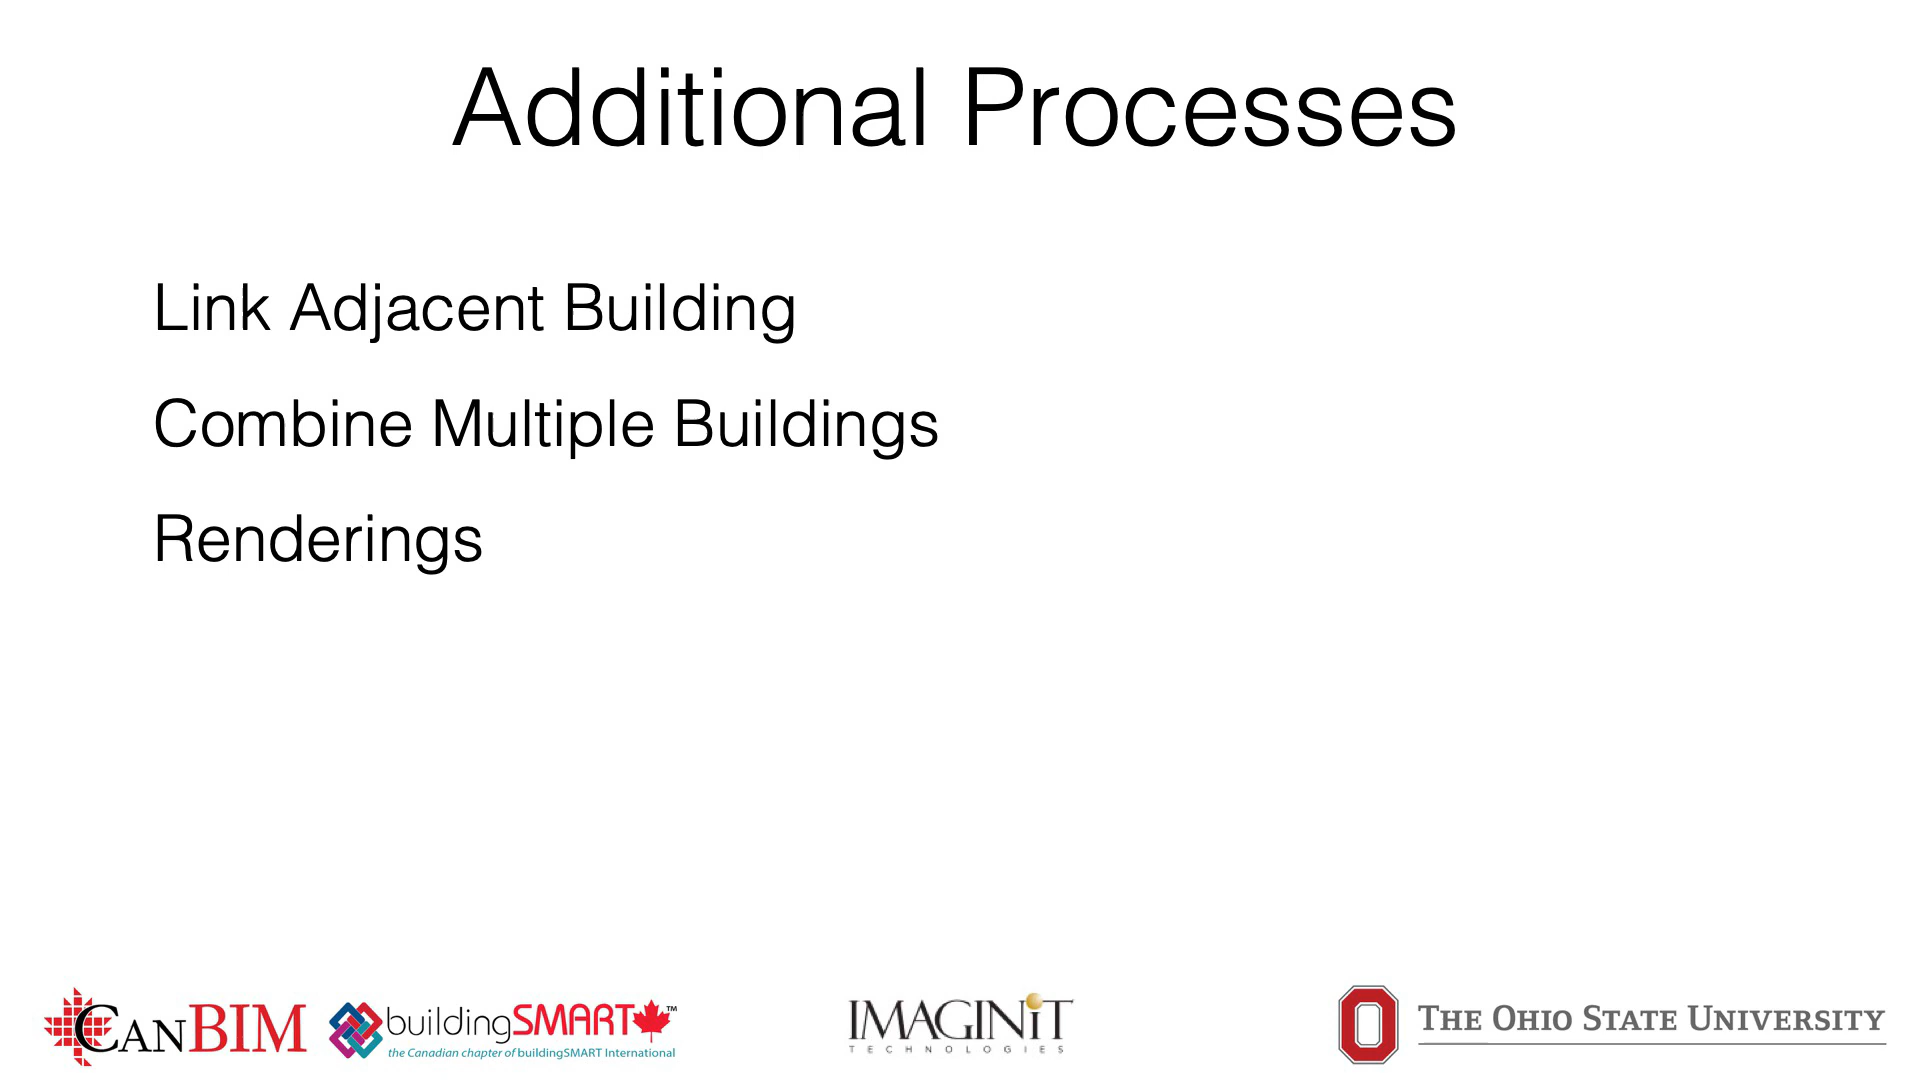 Additional Processes
Link Adjacent Building
Combine Multiple Buildings
Renderings
CANBIM
buildingSMART™
the Canadian chapter of buildingSMART International
IMAGINiT
TECHNOLOGIES
THE OHIO STATE UNIVERSITY